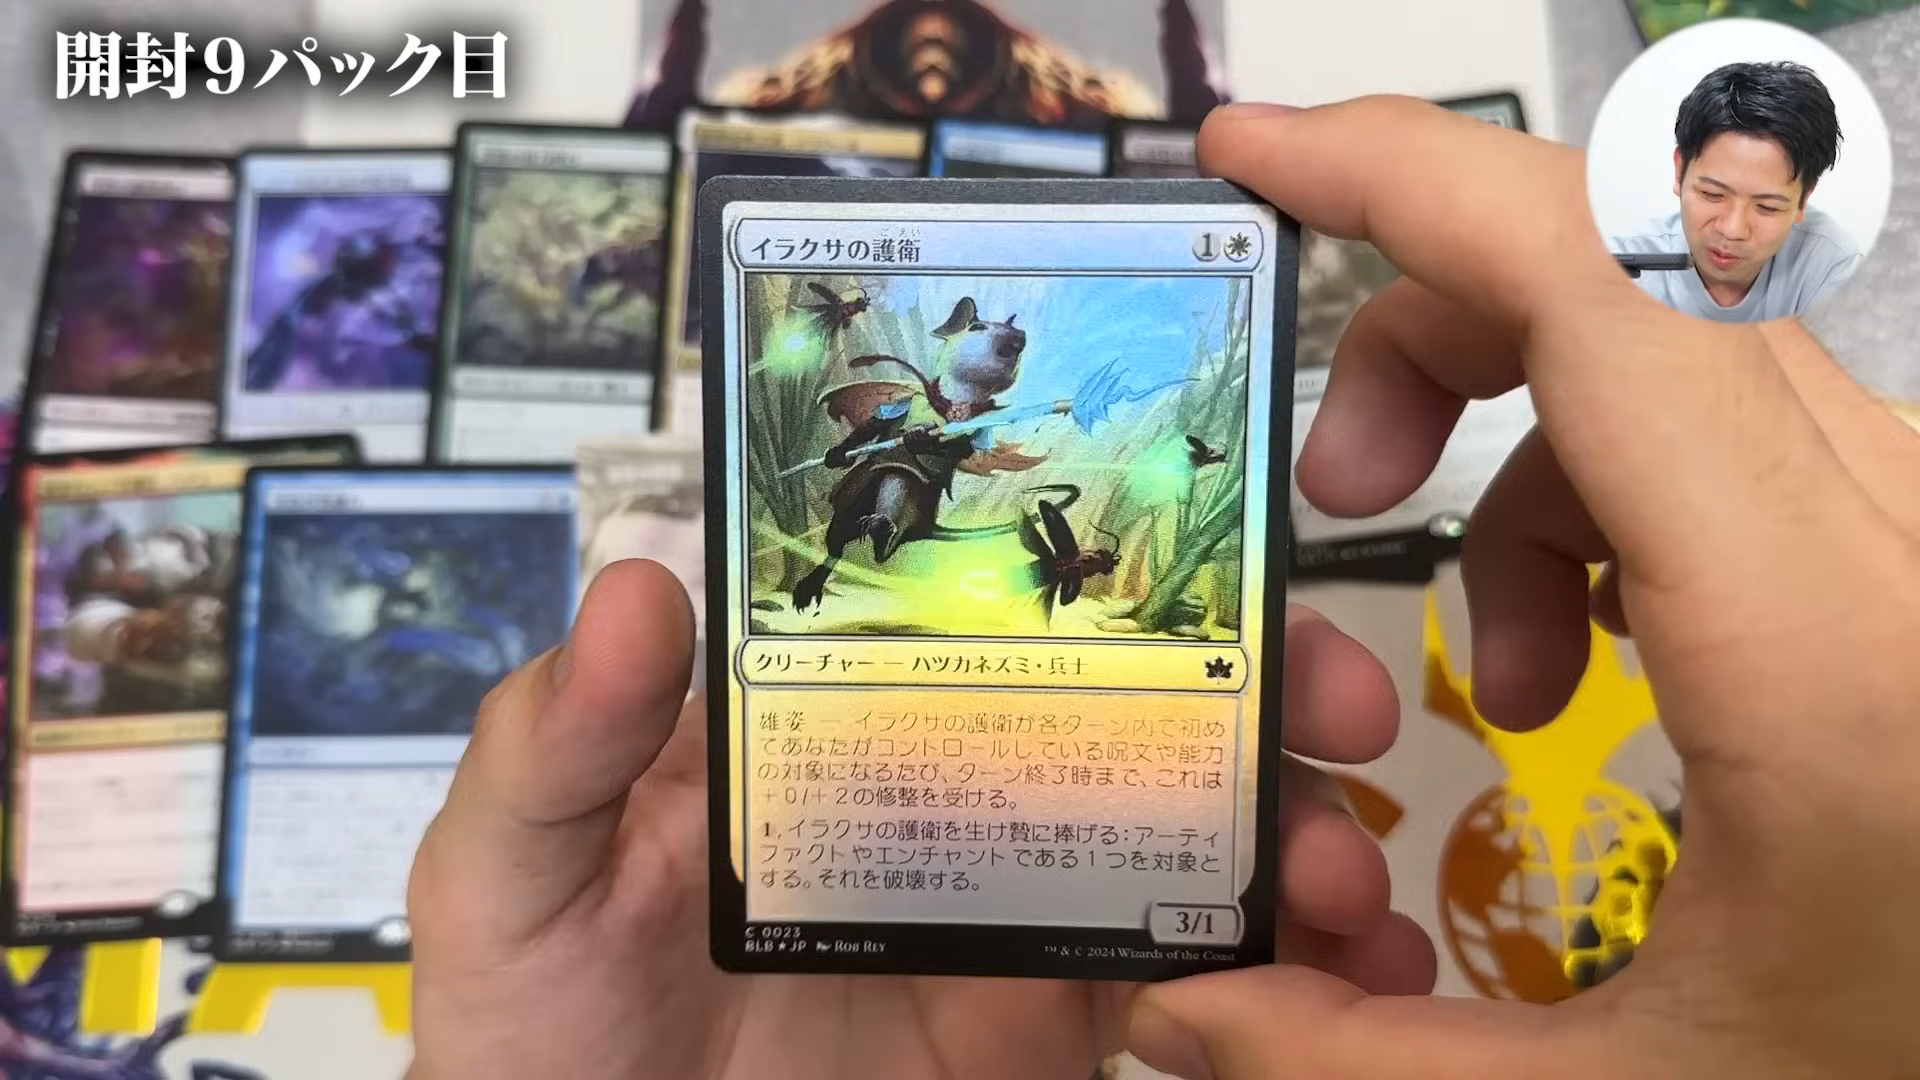 開封9パック目
ごえい
イラクサの護衛
1
クリーチャー — ハツカネズミ・兵士
雄姿 — イラクサの護衛が各ターン内で初め
てあなたがコントロールしている呪文や能力
の対象になるたび、ターン終了時まで、これは
+0/+2の修整を受ける。
1, イラクサの護衛を生け贄に捧げる：アーティ
ファクトやエンチャントである1つを対象と
する。それを破壊する。
3/1
C 0023
BLB★JP ROB REY
™ & © 2024 Wizards of the Coast